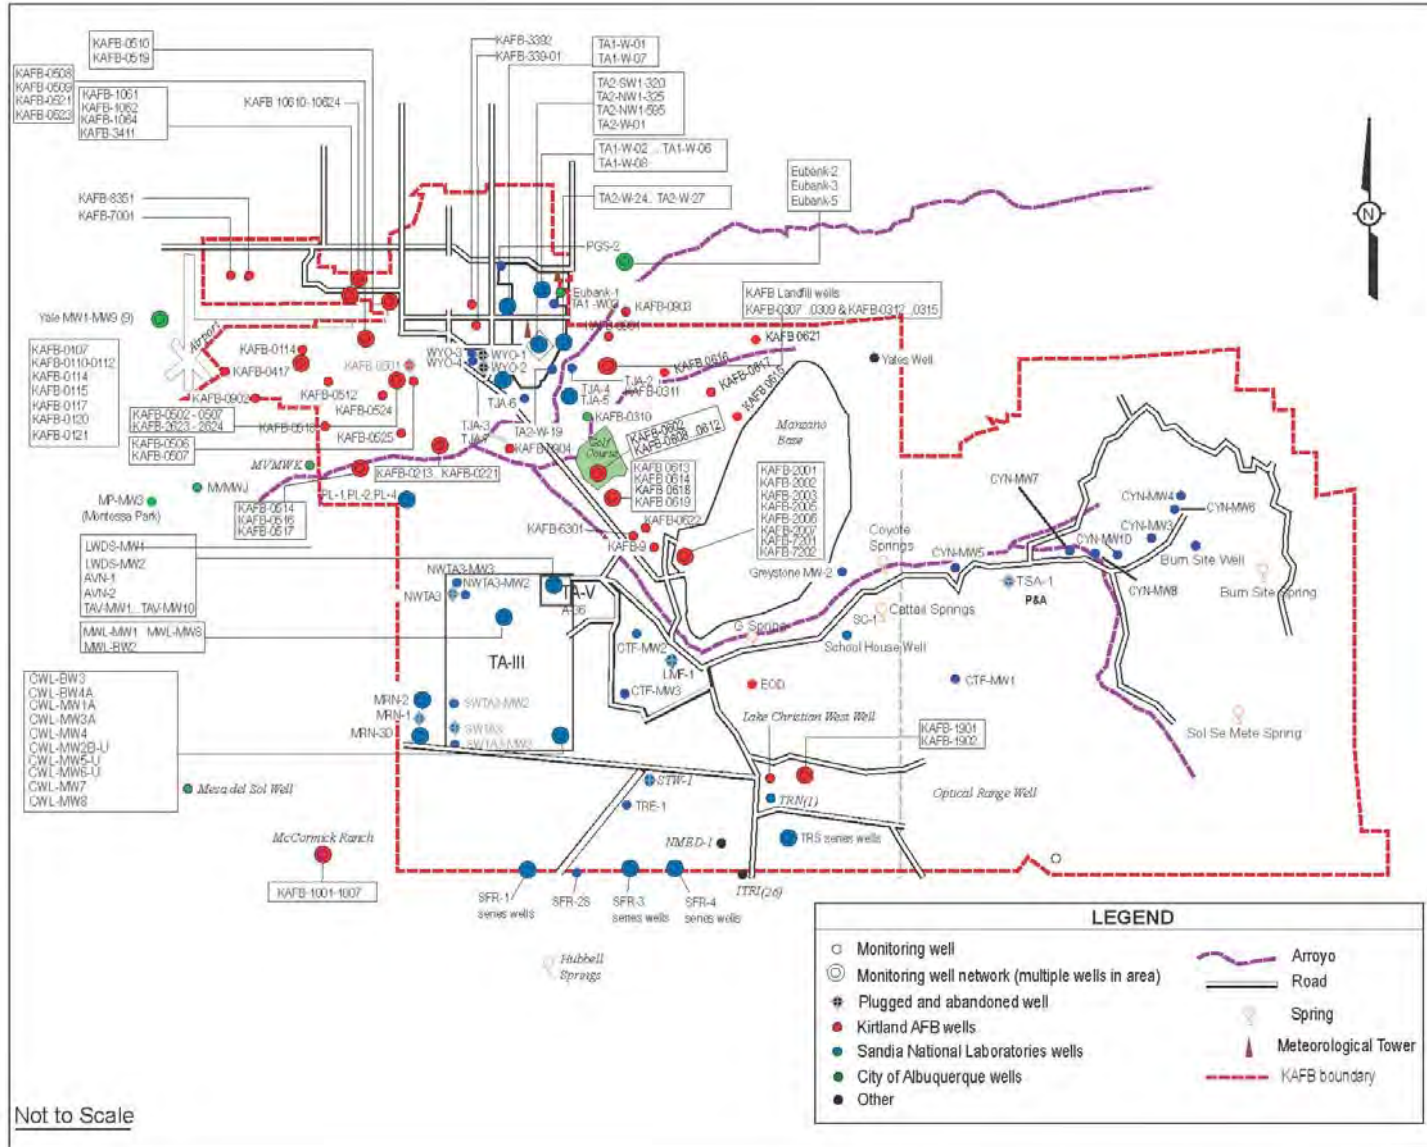 KAFB-0510
KAFB-0519
KAFB-0508
KAFB-0509
KAFB-0521
KAFB-0523
KAFB-1061
KAFB-1062
KAFB-1064
KAFB-3411
KAFB 10610-10624
KAFB-3392
KAFB-339-01
TA1-W-01
TA1-W-07
TA2-SW1-320
TA2-NW1-325
TA2-NW1-595
TA2-W-01
TA1-W-02 .. TA1-W-06
TA1-W-08
TA2-W-24.. TA2-W-27
Eubank-2
Eubank-3
Eubank-5
N
KAFB-8351
KAFB-7001
PGS-2
Eubank-1
KAFB-0903
KAFB Landfill wells
KAFB-0307 ..0309 & KAFB-0312 ..0315
Yale MW1-MW9 (9)
Airport
KAFB-0107
KAFB-0110-0112
KAFB-0114
KAFB-0115
KAFB-0117
KAFB-0120
KAFB-0121
KAFB-0114
KAFB-0417
KAFB-0902
KAFB-0501
KAFB-0512
KAFB-0524
KAFB-0518
KAFB-0525
KAFB-0502 - 0507
KAFB-2623 - 2624
KAFB-0506
KAFB-0507
WYO-3
WYO-4
WYO-1
WYO-2
TJA-2
TJA-4
TJA-5
TJA-6
TJA-3
TJA-7
TA2-W-19
KAFB-0311
KAFB-0310
KAFB 0621
KAFB 0616
KAFB-0617
Yales Well
MVMWK
MVMWJ
MP-MW3
(Montessa Park)
KAFB-0213.. KAFB-0221
KAFB-0514
KAFB-0516
KAFB-0517
PL-1,PL-2,PL-4
Golf
Course
KAFB-0602
KAFB-0608 ..0612
KAFB 0613
KAFB 0614
KAFB 0618
KAFB 0619
Manzano
Base
KAFB-2001
KAFB-2002
KAFB-2003
KAFB-2005
KAFB-2006
KAFB-2007
KAFB-7201
KAFB-7202
KAFB-0622
KAFB-6301
KAFB-9
CYN-MW7
CYN-MW4
CYN-MW6
CYN-MW3
CYN-MW10
CYN-MW8
CYN-MW5
Burn Site Well
Burn Site Spring
Coyote
Springs
Greystone MW-2
TSA-1
P&A
Cattail Springs
SC-1
School House Well
G Spring
LWDS-MW1
LWDS-MW2
AVN-1
AVN-2
TAV-MW1.. TAV-MW10
NWTA3-MW3
NWTA3-MW2
NWTA3
TA-V
MWL-MW1 MWL-MW8
MWL-BW2
TA-III
CTF-MW2
LMF-1
CTF-MW3
CTF-MW1
EOD
CWL-BW3
CWL-BW4A
CWL-MW1A
CWL-MW3A
CWL-MW4
CWL-MW2B-U
CWL-MW5-U
CWL-MW6-U
CWL-MW7
CWL-MW8
MRN-2
MRN-1
MRN-3D
SWTA3-MW2
SWTA3
SWTA3-MW3
Lake Christian West Well
KAFB-1901
KAFB-1902
Sol Se Mete Spring
Mesa del Sol Well
STW-1
TRE-1
TRN(1)
Optical Range Well
McCormick Ranch
KAFB-1001-1007
NMED-1
TRS series wells
ITRI(26)
SFR-1
series wells
SFR-2S
SFR-3
series wells
SFR-4
series wells
Hubbell
Springs
LEGEND
Monitoring well
Monitoring well network (multiple wells in area)
Plugged and abandoned well
Kirtland AFB wells
Sandia National Laboratories wells
City of Albuquerque wells
Other
Arroyo
Road
Spring
Meteorological Tower
KAFB boundary
Not to Scale